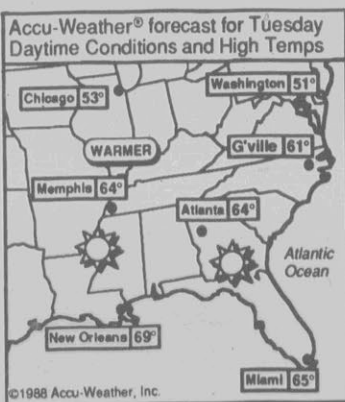 Accu-Weather® forecast for Tuesday
Daytime Conditions and High Temps
Washington 51°
Chicago 53°
WARMER
G'ville 61°
Memphis 64°
Atlanta 64°
Atlantic
Ocean
New Orleans 69°
Miami 65°
©1988 Accu-Weather, Inc.